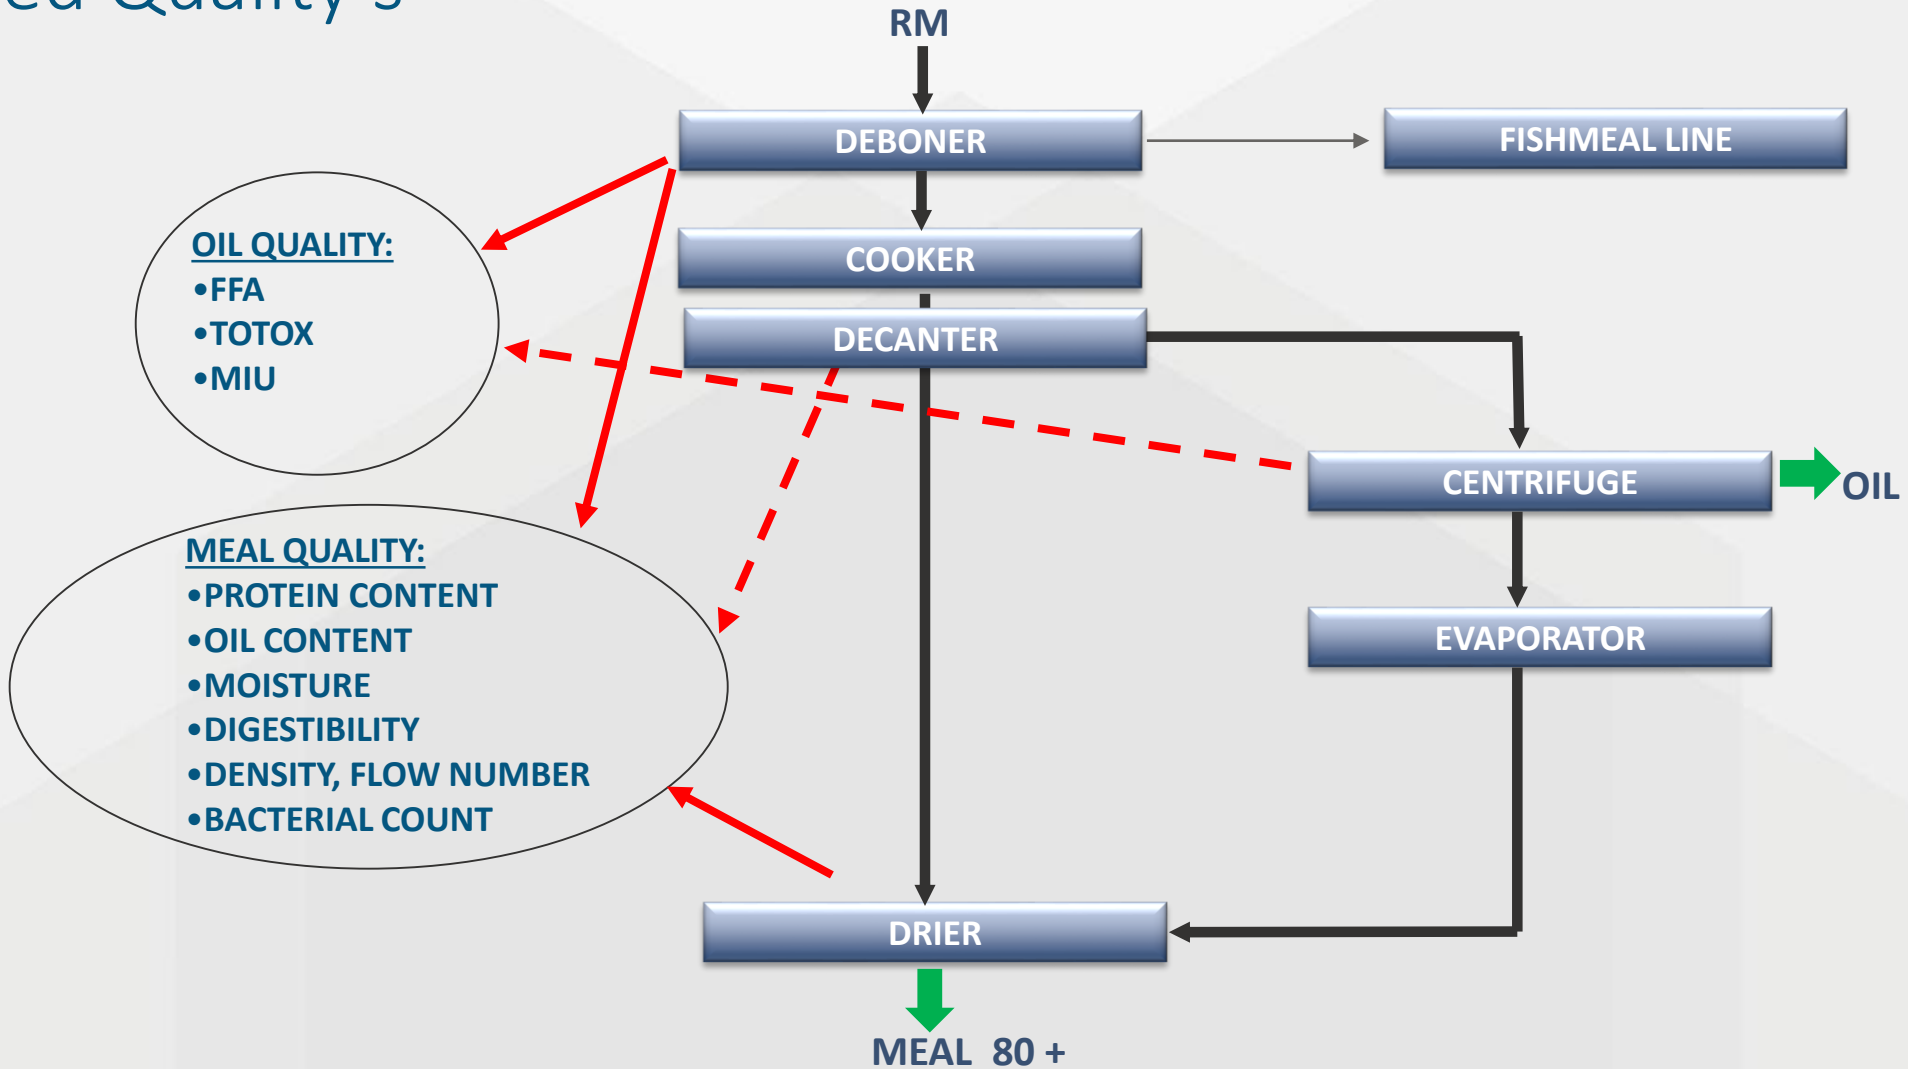 Quality's
RM
DEBONER
FISHMEAL LINE
COOKER
DECANTER
OIL QUALITY:
•FFA
•TOTOX
•MIU
CENTRIFUGE
OIL
MEAL QUALITY:
•PROTEIN CONTENT
•OIL CONTENT
•MOISTURE
•DIGESTIBILITY
•DENSITY, FLOW NUMBER
•BACTERIAL COUNT
EVAPORATOR
DRIER
MEAL 80 +